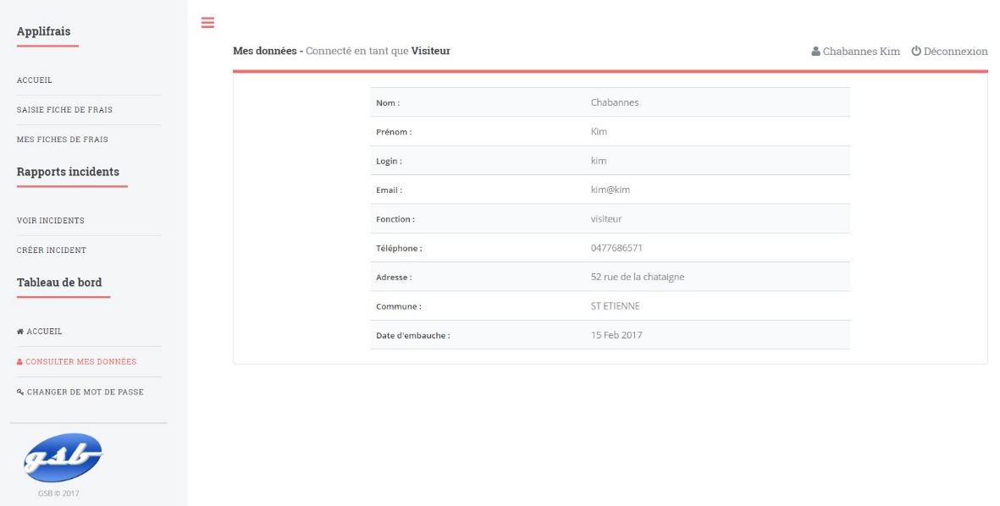 Applifrais
ACCUEIL
SAISIE FICHE DE FRAIS
MES FICHES DE FRAIS
Rapports incidents
VOIR INCIDENTS
CRÉER INCIDENT
Tableau de bord
ACCUEIL
CONSULTER MES DONNÉES
CHANGER DE MOT DE PASSE
gsb
GSB © 2017
Mes données - Connecté en tant que Visiteur
Chabannes Kim Déconnexion
Nom : Chabannes
Prénom : Kim
Login : kim
Email : kim@kim
Fonction : visiteur
Téléphone : 0477686571
Adresse : 52 rue de la chataigne
Commune : ST ETIENNE
Date d'embauche : 15 Feb 2017